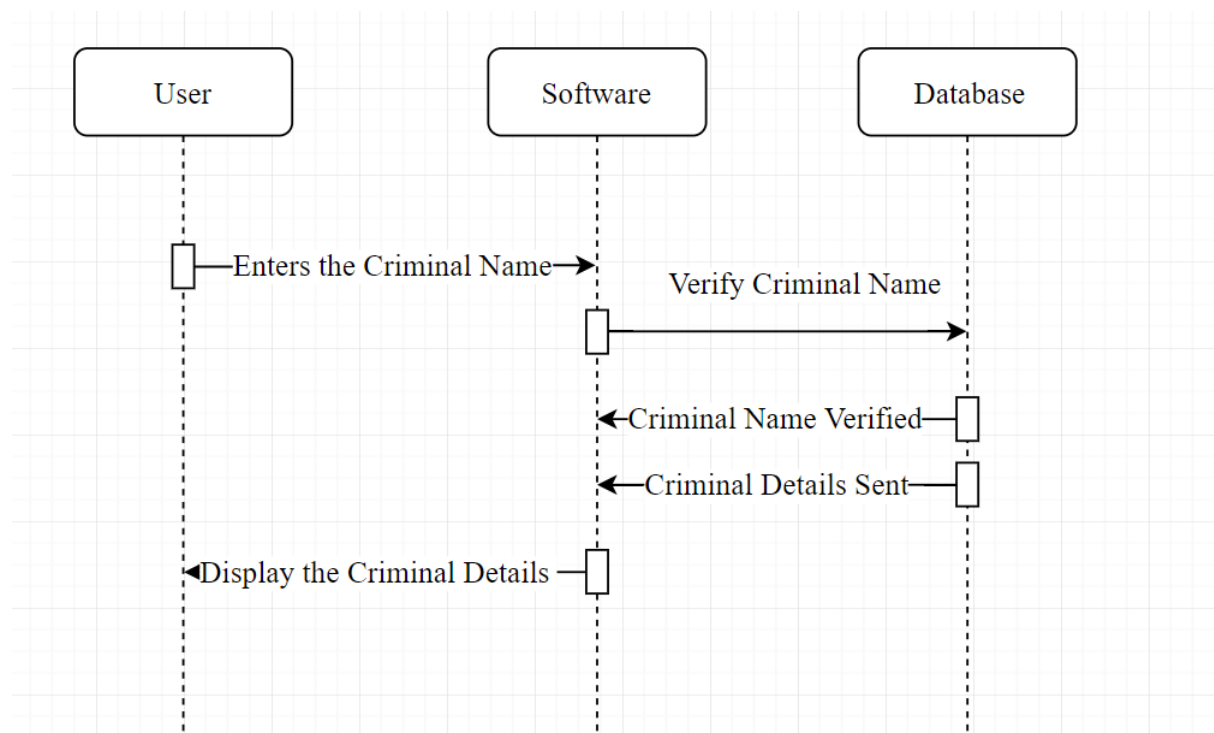 User
Software
Database
Enters the Criminal Name
Verify Criminal Name
Criminal Name Verified
Criminal Details Sent
Display the Criminal Details